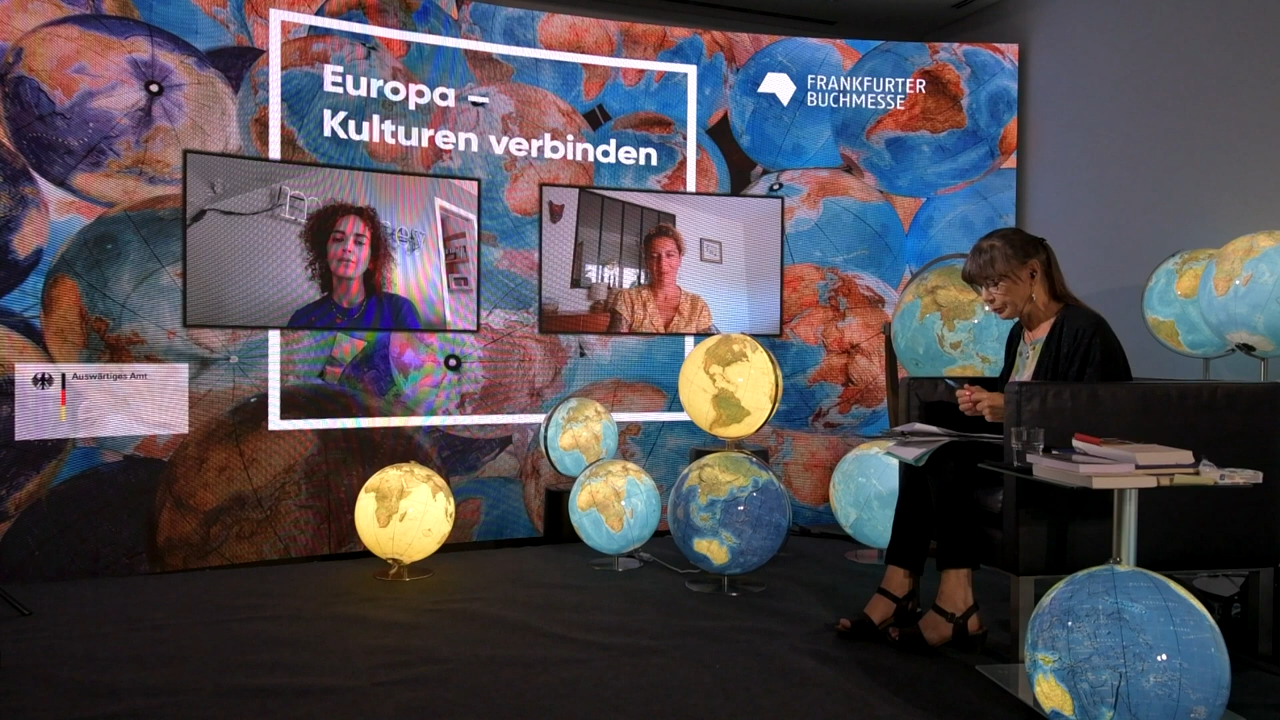 Europa –
Kulturen verbinden
FRANKFURTER
BUCHMESSE
Auswärtiges Amt